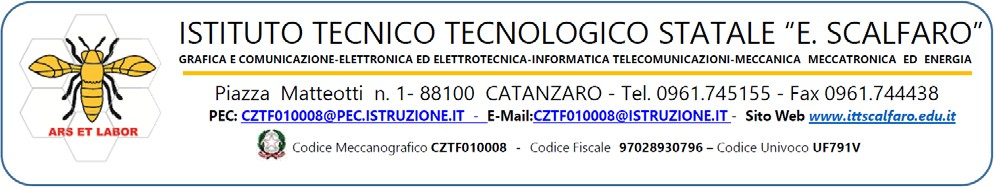 ISTITUTO TECNICO TECNOLOGICO STATALE “E. SCALFARO”
GRAFICA E COMUNICAZIONE-ELETTRONICA ED ELETTROTECNICA-INFORMATICA TELECOMUNICAZIONI-MECCANICA MECCATRONICA ED ENERGIA
Piazza Matteotti n. 1- 88100 CATANZARO - Tel. 0961.745155 - Fax 0961.744438
PEC: CZTF010008@PEC.ISTRUZIONE.IT - E-Mail:CZTF010008@ISTRUZIONE.IT - Sito Web www.ittscalfaro.edu.it
ARS ET LABOR
Codice Meccanografico CZTF010008 - Codice Fiscale 97028930796 – Codice Univoco UF791V